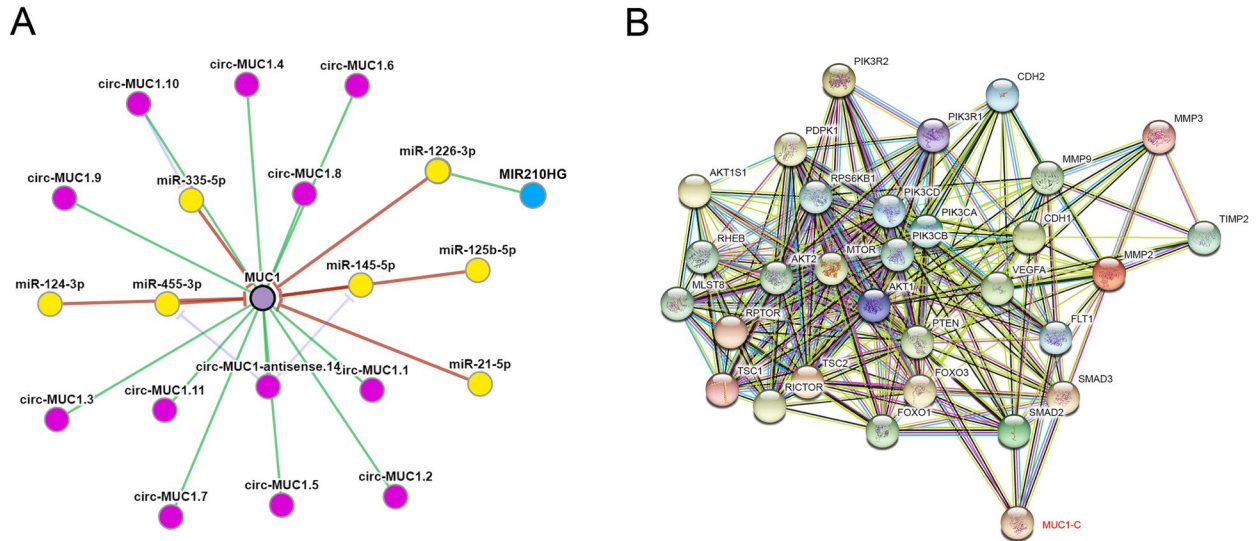 A
circ-MUC1.4
circ-MUC1.6
circ-MUC1.10
miR-1226-3p
circ-MUC1.9
miR-335-5p
circ-MUC1.8
MIR210HG
miR-125b-5p
MUC1
miR-145-5p
miR-124-3p
miR-455-3p
circ-MUC1-antisense.14
circ-MUC1.1
miR-21-5p
circ-MUC1.3
circ-MUC1.11
circ-MUC1.7
circ-MUC1.5
circ-MUC1.2
B
PIK3R2
CDH2
MMP3
PIK3R1
PDPK1
MMP9
AKT1S1
RPS6KB1
PIK3CD
PIK3CA
CDH1
TIMP2
RHEB
MTOR
PIK3CB
AKT2
VEGFA
MMP2
MLST8
AKT1
RPTOR
PTEN
FLT1
TSC1
TSC2
RICTOR
FOXO3
SMAD3
FOXO1
SMAD2
MUC1-C